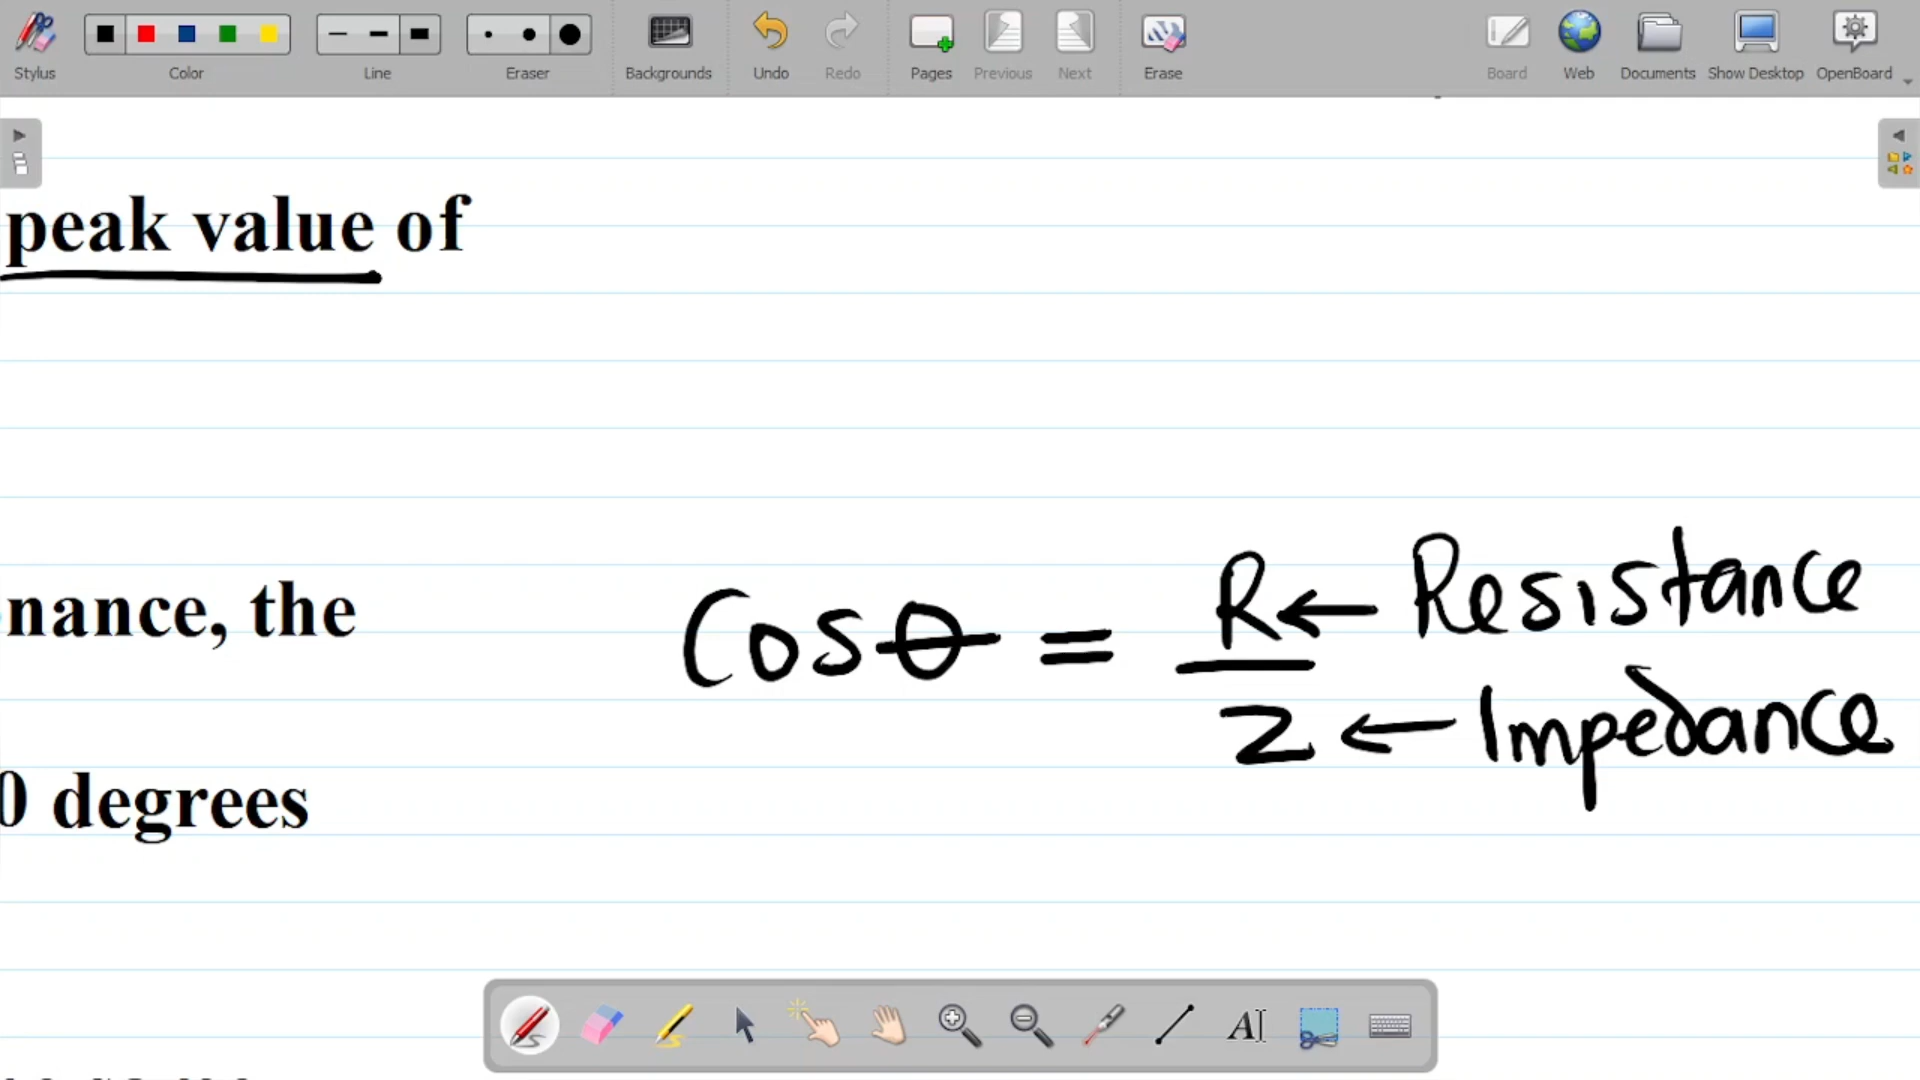 Stylus Color Line Eraser Backgrounds Undo Redo Pages Previous Next Erase Board Web Documents Show Desktop OpenBoard
peak value of
nance, the
Cosθ = R ← Resistance
Z ← Impedance
0 degrees